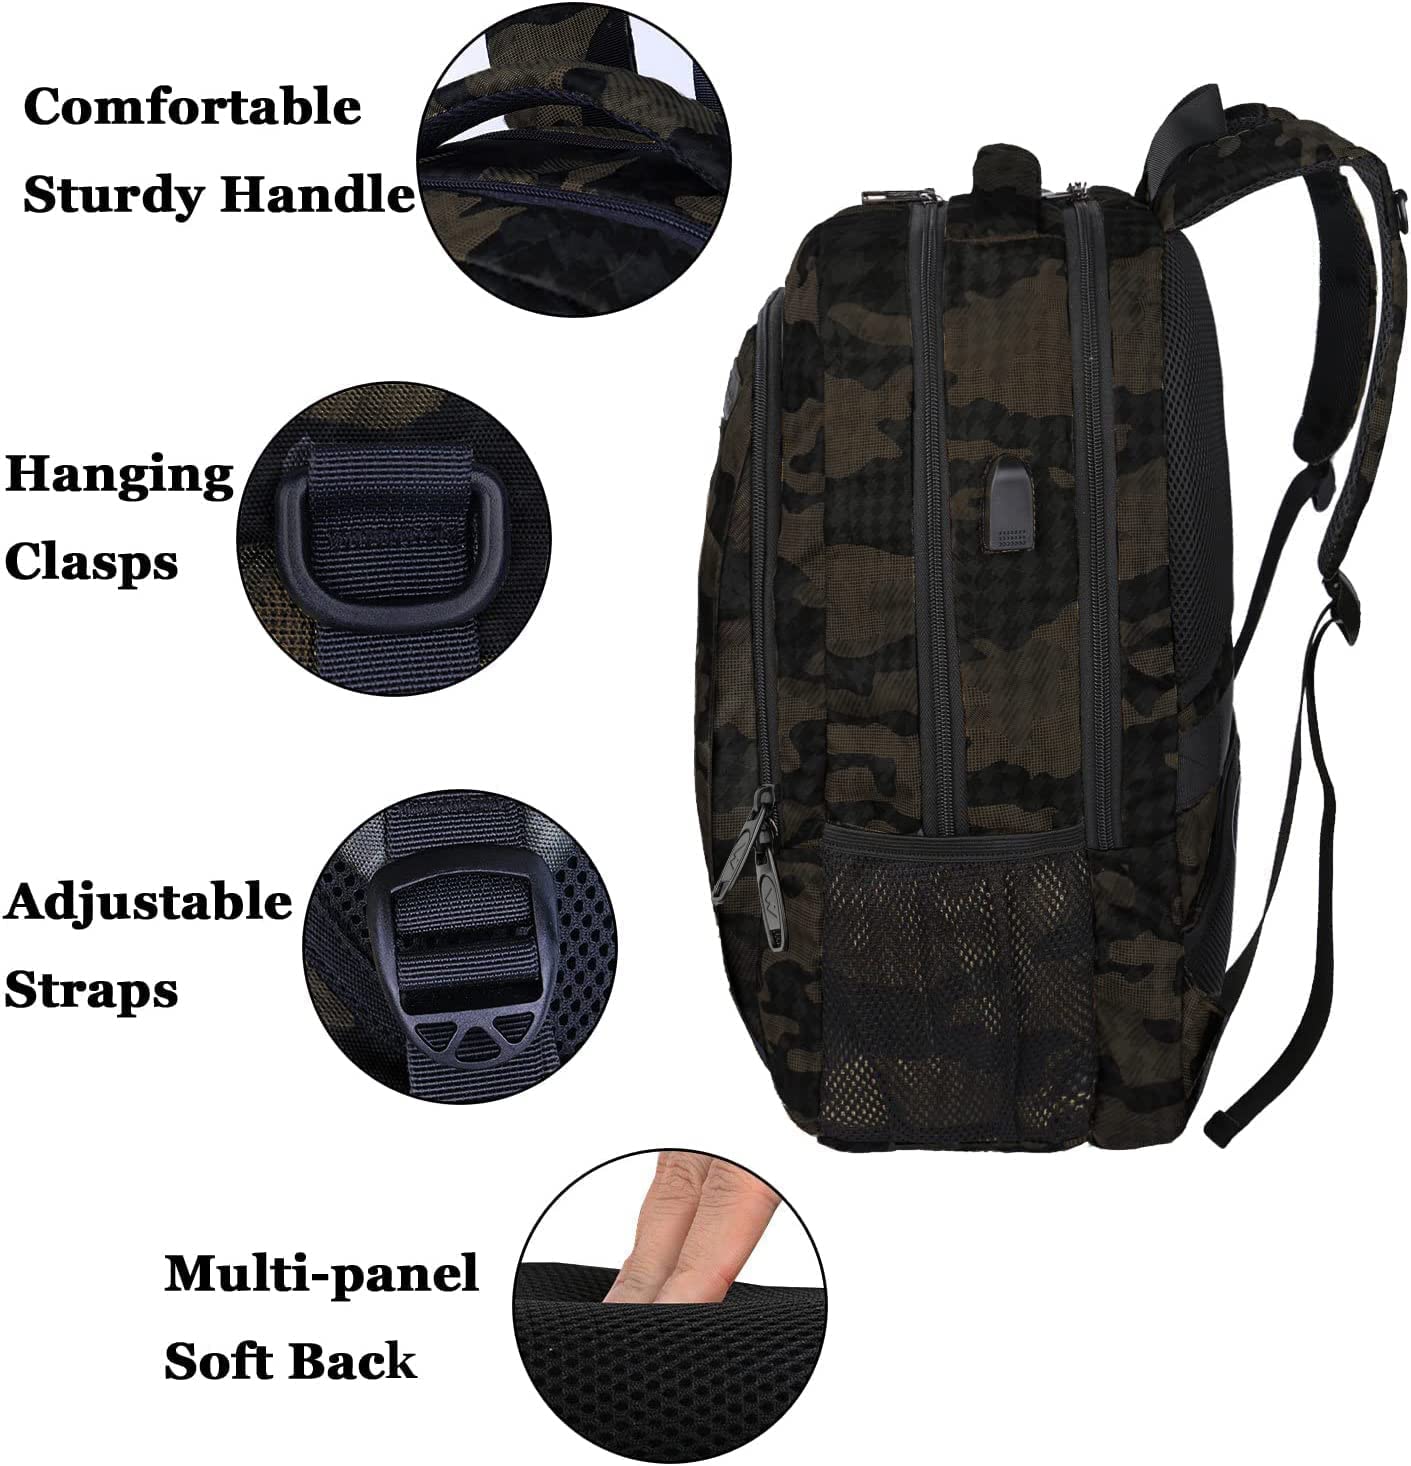 Comfortable
Sturdy Handle
Hanging
Clasps
Adjustable
Straps
Multi-panel
Soft Back